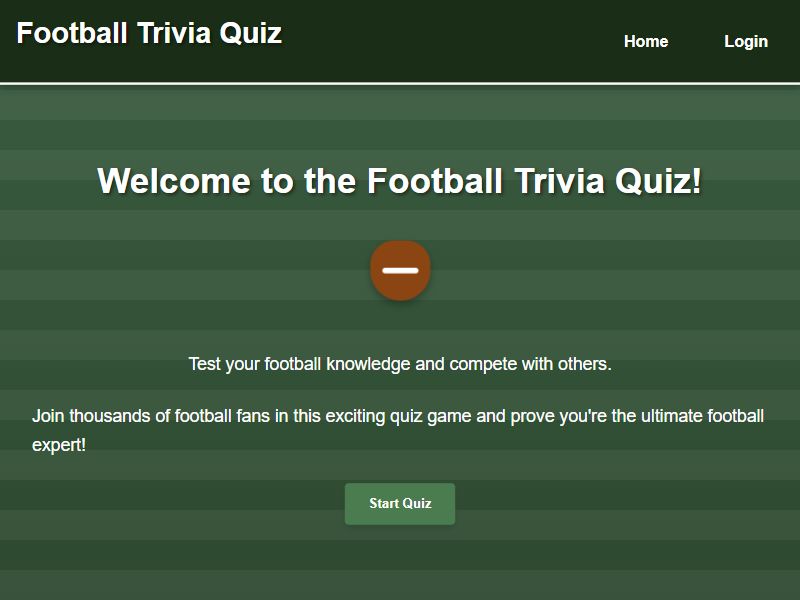 Football Trivia Quiz
Home
Login
Welcome to the Football Trivia Quiz!
Test your football knowledge and compete with others.
Join thousands of football fans in this exciting quiz game and prove you're the ultimate football
expert!
Start Quiz